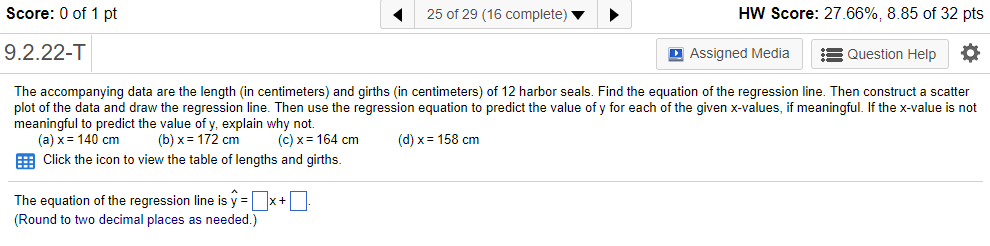 Score: 0 of 1 pt
25 of 29 (16 complete)
HW Score: 27.66%, 8.85 of 32 pts
9.2.22-T
Assigned Media
Question Help
The accompanying data are the length (in centimeters) and girths (in centimeters) of 12 harbor seals. Find the equation of the regression line. Then construct a scatter
plot of the data and draw the regression line. Then use the regression equation to predict the value of y for each of the given x-values, if meaningful. If the x-value is not
meaningful to predict the value of y, explain why not.
(a) x = 140 cm (b) x = 172 cm (c) x = 164 cm (d) x = 158 cm
Click the icon to view the table of lengths and girths.
The equation of the regression line is ŷ = x + .
(Round to two decimal places as needed.)